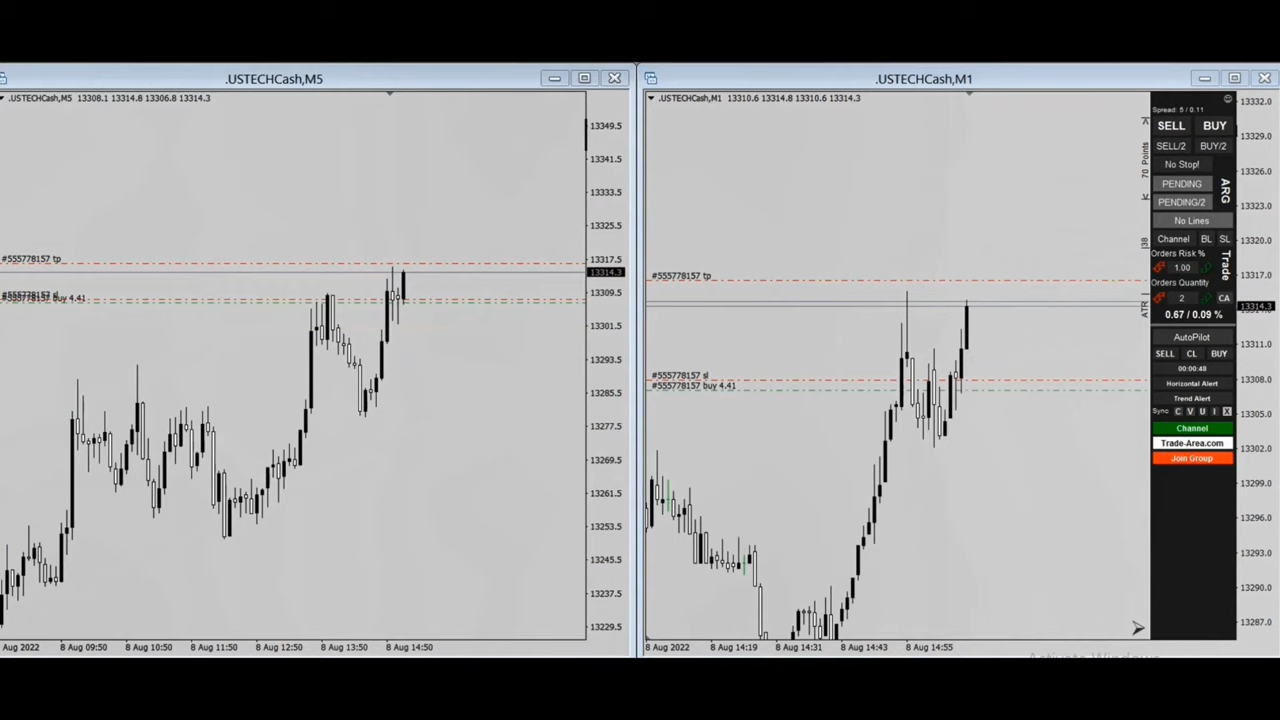 .USTECHCash,M5
.USTECHCash,M5 13308.1 13314.8 13306.8 13314.3
13349.5
13341.5
13333.5
13325.5
13317.5
13314.3
13309.5
13301.5
13293.5
13285.5
13277.5
13269.5
13261.5
13253.5
13245.5
13237.5
13229.5
#555778157 tp
#555778157 sl
#555778157 buy 4.41
Aug 2022
8 Aug 09:50
8 Aug 10:50
8 Aug 11:50
8 Aug 12:50
8 Aug 13:50
8 Aug 14:50
.USTECHCash,M1
.USTECHCash,M1 13310.6 13314.8 13310.6 13314.3
#555778157 tp
#555778157 sl
#555778157 buy 4.41
8 Aug 2022
8 Aug 14:19
8 Aug 14:31
8 Aug 14:43
8 Aug 14:55
70 Points
ATR
Spread: 5 / 0.11
SELL BUY
SELL/2 BUY/2
No Stop!
PENDING
PENDING/2
ARG
No Lines
Channel BL SL
Orders Risk %
1.00
Trade
Orders Quantity
2 CA
0.67 / 0.09 %
AutoPilot
SELL CL BUY
00:00:48
Horizontal Alert
Trend Alert
Sync C V U I X
Channel
Trade-Area.com
Join Group
13332.0
13329.0
13326.0
13323.0
13320.0
13317.0
13314.3
13311.0
13308.0
13305.0
13302.0
13299.0
13296.0
13293.0
13290.0
13287.0